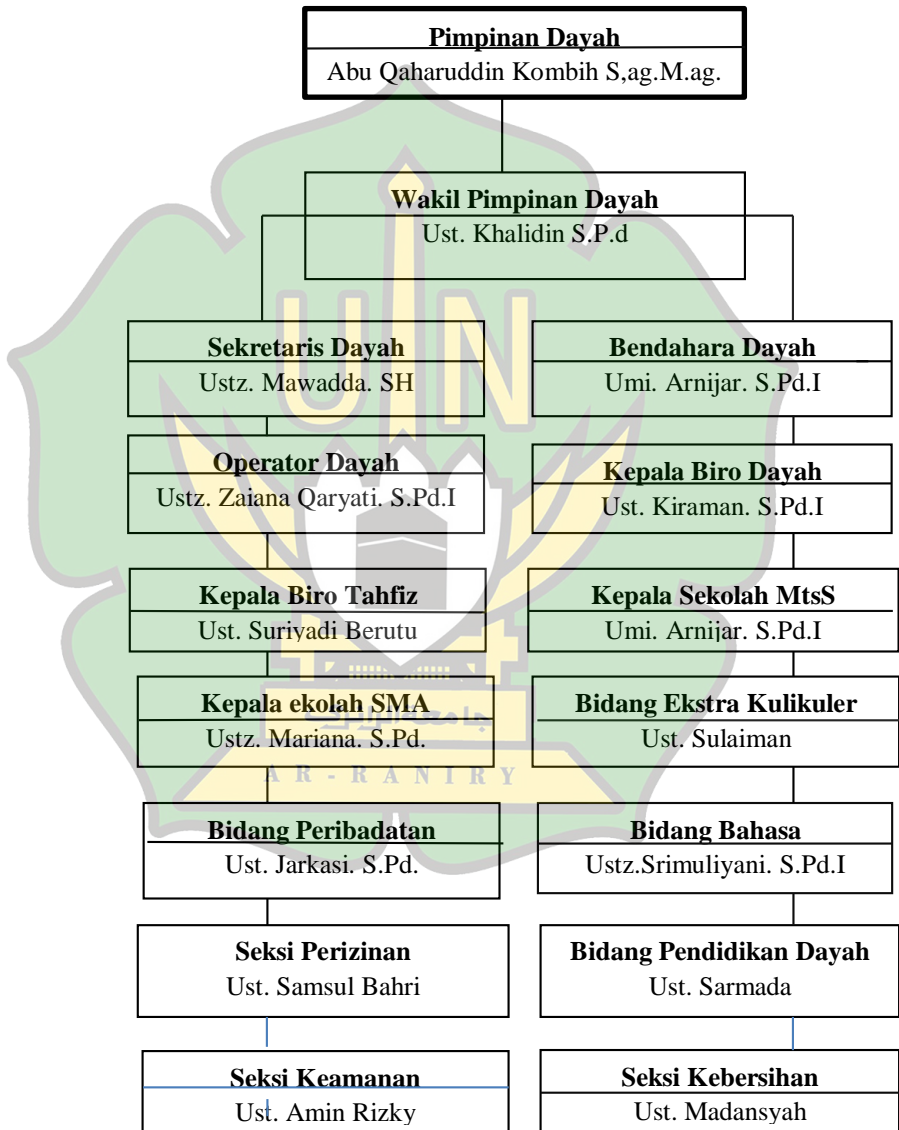 Pimpinan Dayah
Abu Qaharuddin Kombih S,ag.M.ag.
Wakil Pimpinan Dayah
Ust. Khalidin S.P.d
UIN
Sekretaris Dayah
Ustz. Mawadda. SH
Bendahara Dayah
Umi. Arnijar. S.Pd.I
Operator Dayah
Ustz. Zaiana Qaryati. S.Pd.I
Kepala Biro Dayah
Ust. Kiraman. S.Pd.I
Kepala Biro Tahfiz
Ust. Suriyadi Berutu
Kepala Sekolah MtsS
Umi. Arnijar. S.Pd.I
Kepala ekolah SMA
Ustz. Mariana. S.Pd.
Bidang Ekstra Kulikuler
Ust. Sulaiman
جامعة الرانري
AR-RANIRY
Bidang Peribadatan
Ust. Jarkasi. S.Pd.
Bidang Bahasa
Ustz.Srimuliyani. S.Pd.I
Seksi Perizinan
Ust. Samsul Bahri
Bidang Pendidikan Dayah
Ust. Sarmada
Seksi Keamanan
Ust. Amin Rizky
Seksi Kebersihan
Ust. Madansyah